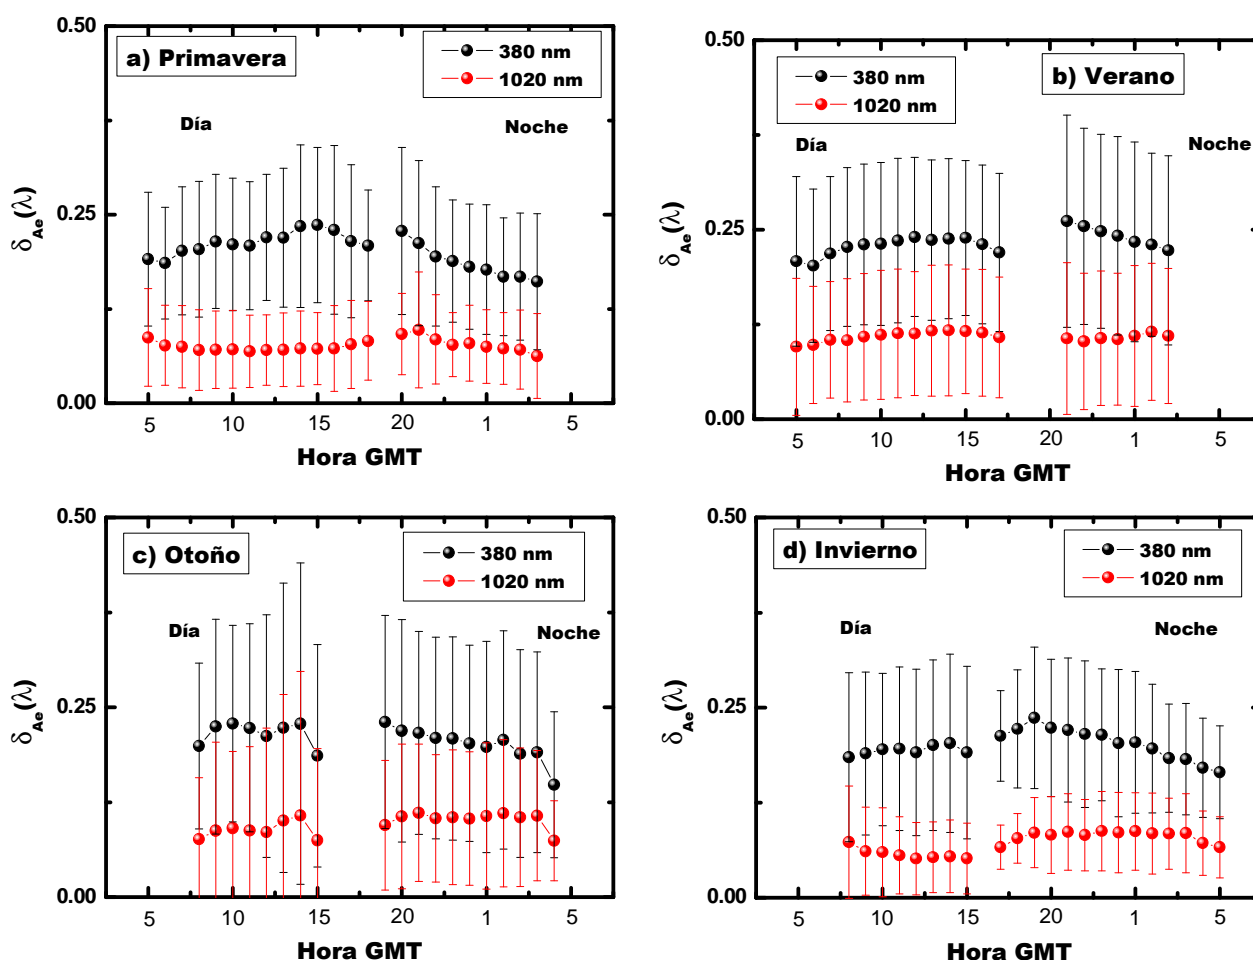 0.50
0.25
0.00
δAe(λ)
a) Primavera
380 nm
1020 nm
Día
Noche
5
10
15
20
1
5
Hora GMT
0.50
0.25
0.00
δAe(λ)
380 nm
1020 nm
b) Verano
Día
Noche
5
10
15
20
1
5
Hora GMT
0.50
0.25
0.00
δAe(λ)
c) Otoño
380 nm
1020 nm
Día
Noche
5
10
15
20
1
5
Hora GMT
0.50
0.25
0.00
δAe(λ)
d) Invierno
380 nm
1020 nm
Día
Noche
5
10
15
20
1
5
Hora GMT